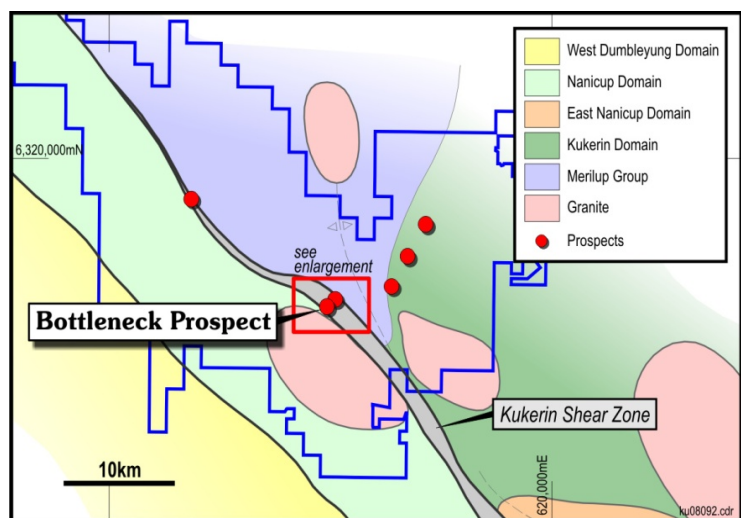 West Dumbleyung Domain
Nanicup Domain
East Nanicup Domain
Kukerin Domain
Merilup Group
Granite
Prospects
6,320,000mN
see
enlargement
Bottleneck Prospect
Kukerin Shear Zone
10km
620,000mE
ku08092.cdr